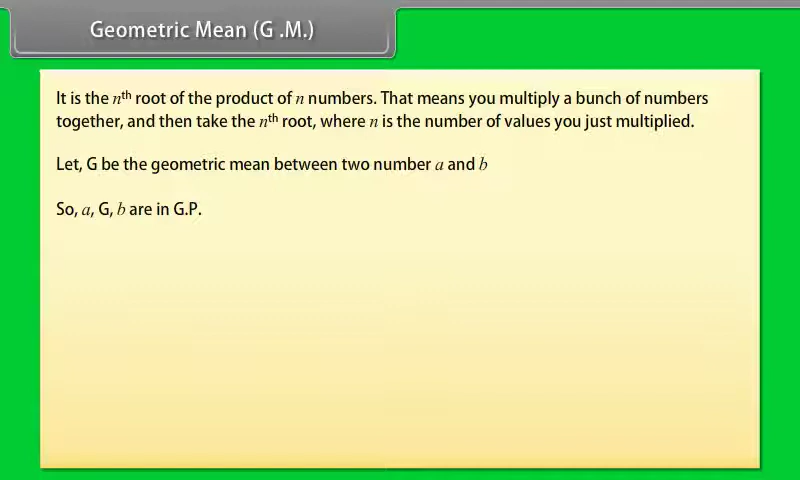 Geometric Mean (G .M.)
It is the nth root of the product of n numbers. That means you multiply a bunch of numbers
together, and then take the nth root, where n is the number of values you just multiplied.
Let, G be the geometric mean between two number a and b
So, a, G, b are in G.P.